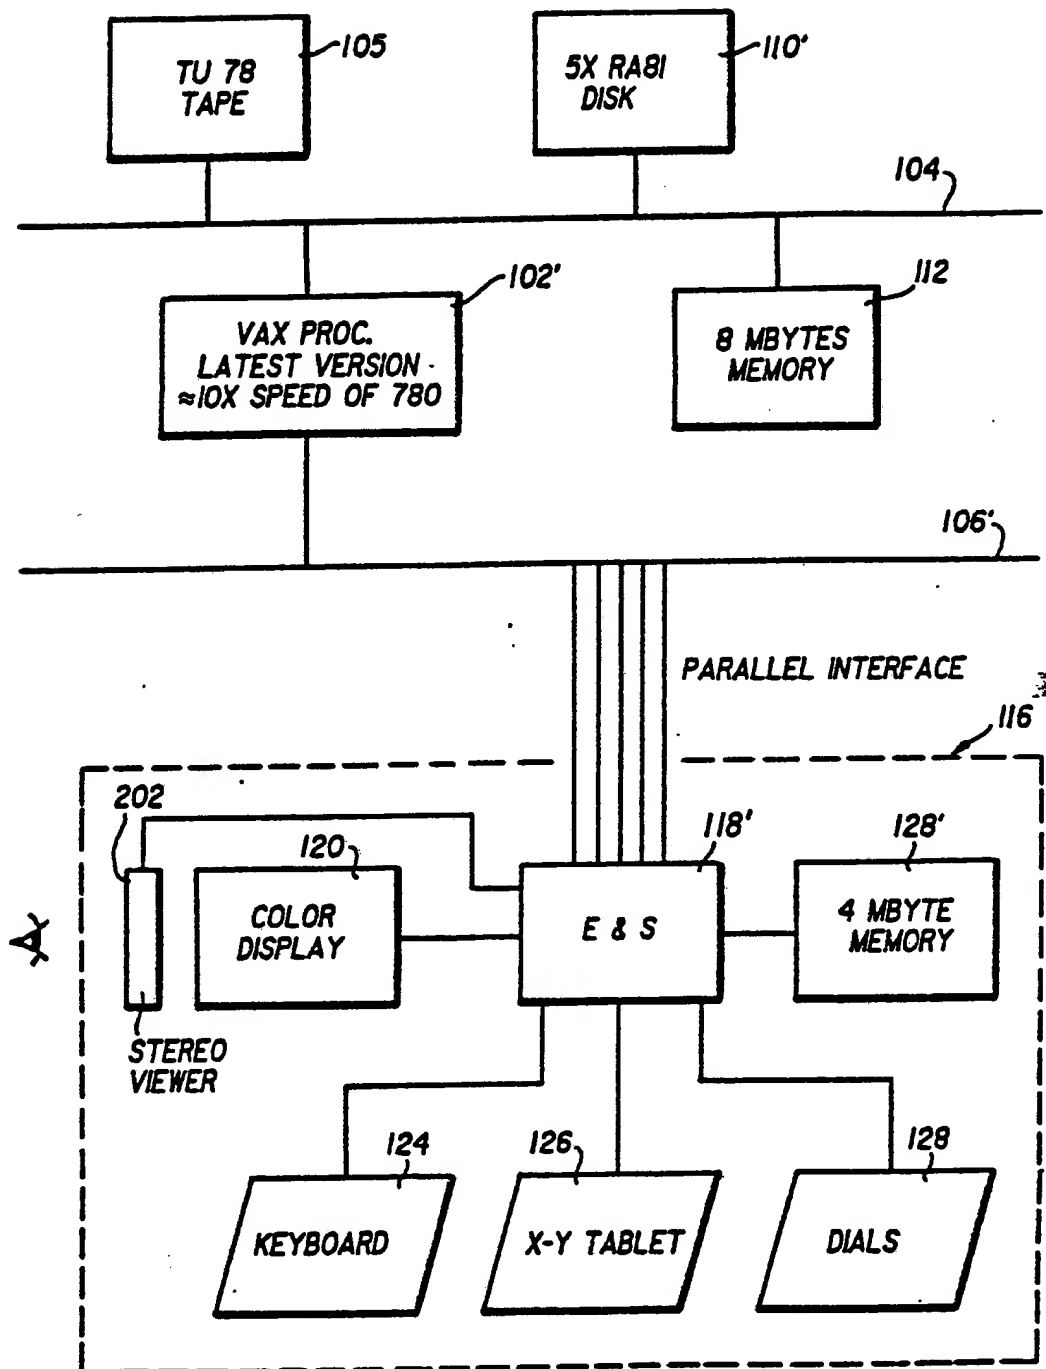 105
TU 78
TAPE
110'
5X RA81
DISK
104
102'
VAX PROC.
LATEST VERSION
≈10X SPEED OF 780
112
8 MBYTES
MEMORY
106'
PARALLEL INTERFACE
116
202
120
COLOR
DISPLAY
118'
E & S
128'
4 MBYTE
MEMORY
STEREO
VIEWER
124
KEYBOARD
126
X-Y TABLET
128
DIALS